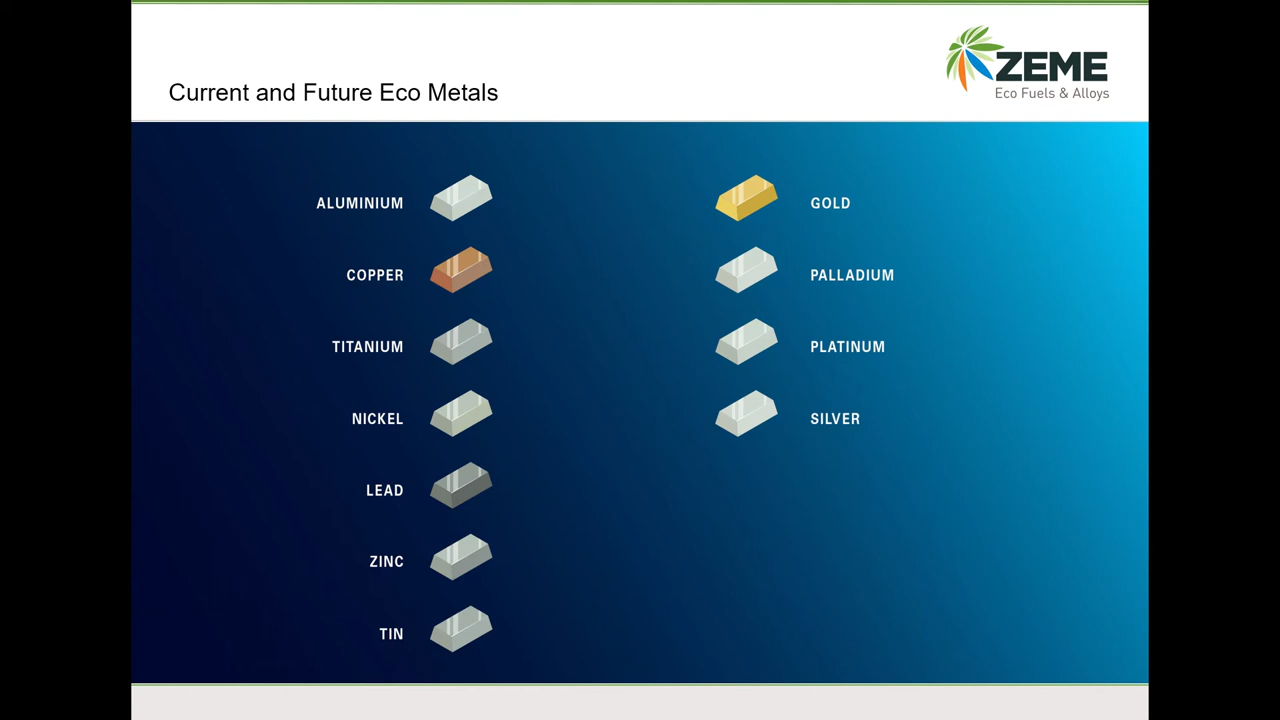 ZEME
Eco Fuels & Alloys
Current and Future Eco Metals
ALUMINIUM
COPPER
TITANIUM
NICKEL
LEAD
ZINC
TIN
GOLD
PALLADIUM
PLATINUM
SILVER